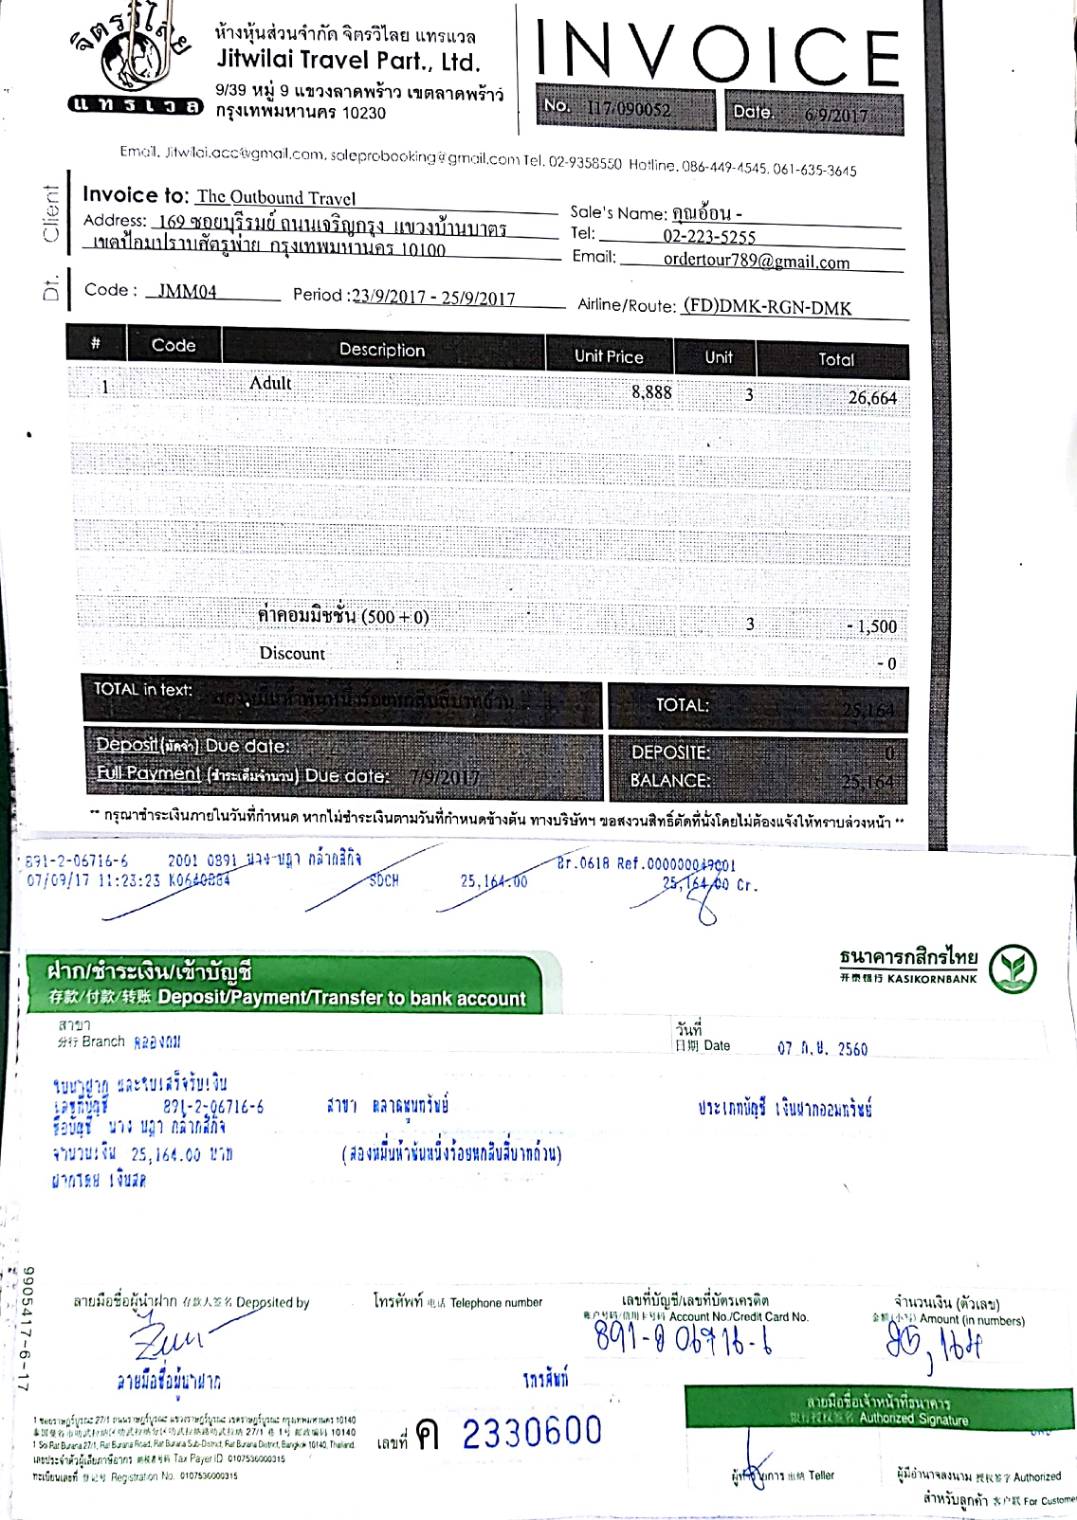 จิตรวิไลย
แทรเวล
ห้างหุ้นส่วนจำกัด จิตรวิไลย แทรแวล
Jitwilai Travel Part., Ltd.
9/39 หมู่ 9 แขวงลาดพร้าว เขตลาดพร้าว
กรุงเทพมหานคร 10230
INVOICE
No. I17/090052
Date. 6/9/2017
Email. Jitwilai.acc@gmail.com, saleprobooking@gmail.com Tel. 02-9358550 Hotline. 086-449-4545, 061-635-3645
Client
Invoice to: The Outbound Travel
Address: 169 ซอยบุรีรมย์ ถนนเจริญกรุง แขวงบ้านบาตร
เขตป้อมปราบศัตรูพ่าย กรุงเทพมหานคร 10100
Sale's Name: คุณอ้อน -
Tel: 02-223-5255
Email: ordertour789@gmail.com
Dt.
Code : JMM04 Period :23/9/2017 - 25/9/2017 Airline/Route: (FD)DMK-RGN-DMK
# Code Description Unit Price Unit Total
1 Adult 8,888 3 26,664
ค่าคอมมิชชั่น (500 + 0) 3 - 1,500
Discount - 0
TOTAL in text: สองหมื่นห้าพันหนึ่งร้อยหกสิบสี่บาทถ้วน
TOTAL: 25,164
Deposit(มัดจำ) Due date:
DEPOSITE: 0
Full Payment (ชำระเต็มจำนวน) Due date: 7/9/2017
BALANCE: 25,164
** กรุณาชำระเงินภายในวันที่กำหนด หากไม่ชำระเงินตามวันที่กำหนดข้างต้น ทางบริษัทฯ ขอสงวนสิทธิ์ตัดที่นั่งโดยไม่ต้องแจ้งให้ทราบล่วงหน้า **
891-2-06716-6 2001 0891 นาง Br.0618 Ref.000000049001
07/09/17 11:23:23 K0640884 SDCH 25,164.00 25,164.00 Cr.
ฝาก/ชำระเงิน/เข้าบัญชี
存款/付款/转账 Deposit/Payment/Transfer to bank account
ธนาคารกสิกรไทย
开泰银行 KASIKORNBANK
สาขา
分行 Branch คลองถม
วันที่
日期 Date 07 ก.ย. 2560
ใบนำฝาก และใบเสร็จรับเงิน
เลขที่บัญชี 891-2-06716-6 สาขา ตลาดพูนทรัพย์ ประเภทบัญชี เงินฝากออมทรัพย์
ชื่อบัญชี นาง
จำนวนเงิน 25,164.00 บาท (สองหมื่นห้าพันหนึ่งร้อยหกสิบสี่บาทถ้วน)
ฝากโดย เงินสด
9905417-6-17
ลายมือชื่อผู้นำฝาก 存款人签名 Deposited by
โทรศัพท์ 电话 Telephone number
เลขที่บัญชี/เลขที่บัตรเครดิต
账户号码/信用卡号码 Account No./Credit Card No.
891-2 06716-6
จำนวนเงิน (ตัวเลข)
金额(小写) Amount (in numbers)
25,164
ลายมือชื่อผู้นำฝาก
โทรศัพท์
1 ซอยราษฎร์บูรณะ 27/1 ถนนราษฎร์บูรณะ แขวงราษฎร์บูรณะ เขตราษฎร์บูรณะ กรุงเทพมหานคร 10140
1 Soi Rat Burana 27/1, Rat Burana Road, Rat Burana Sub-District, Rat Burana District, Bangkok 10140, Thailand
เลขประจำตัวผู้เสียภาษีอากร 纳税号码 Tax Payer ID 0107536000315
ทะเบียนเลขที่ 登记号 Registration No. 0107536000315
เลขที่ ค 2330600
ลายมือชื่อเจ้าหน้าที่ธนาคาร
银行授权签名 Authorized Signature
出纳 Teller
ผู้มีอำนาจลงนาม 授权签字 Authorized
สำหรับลูกค้า 客户联 For Customer